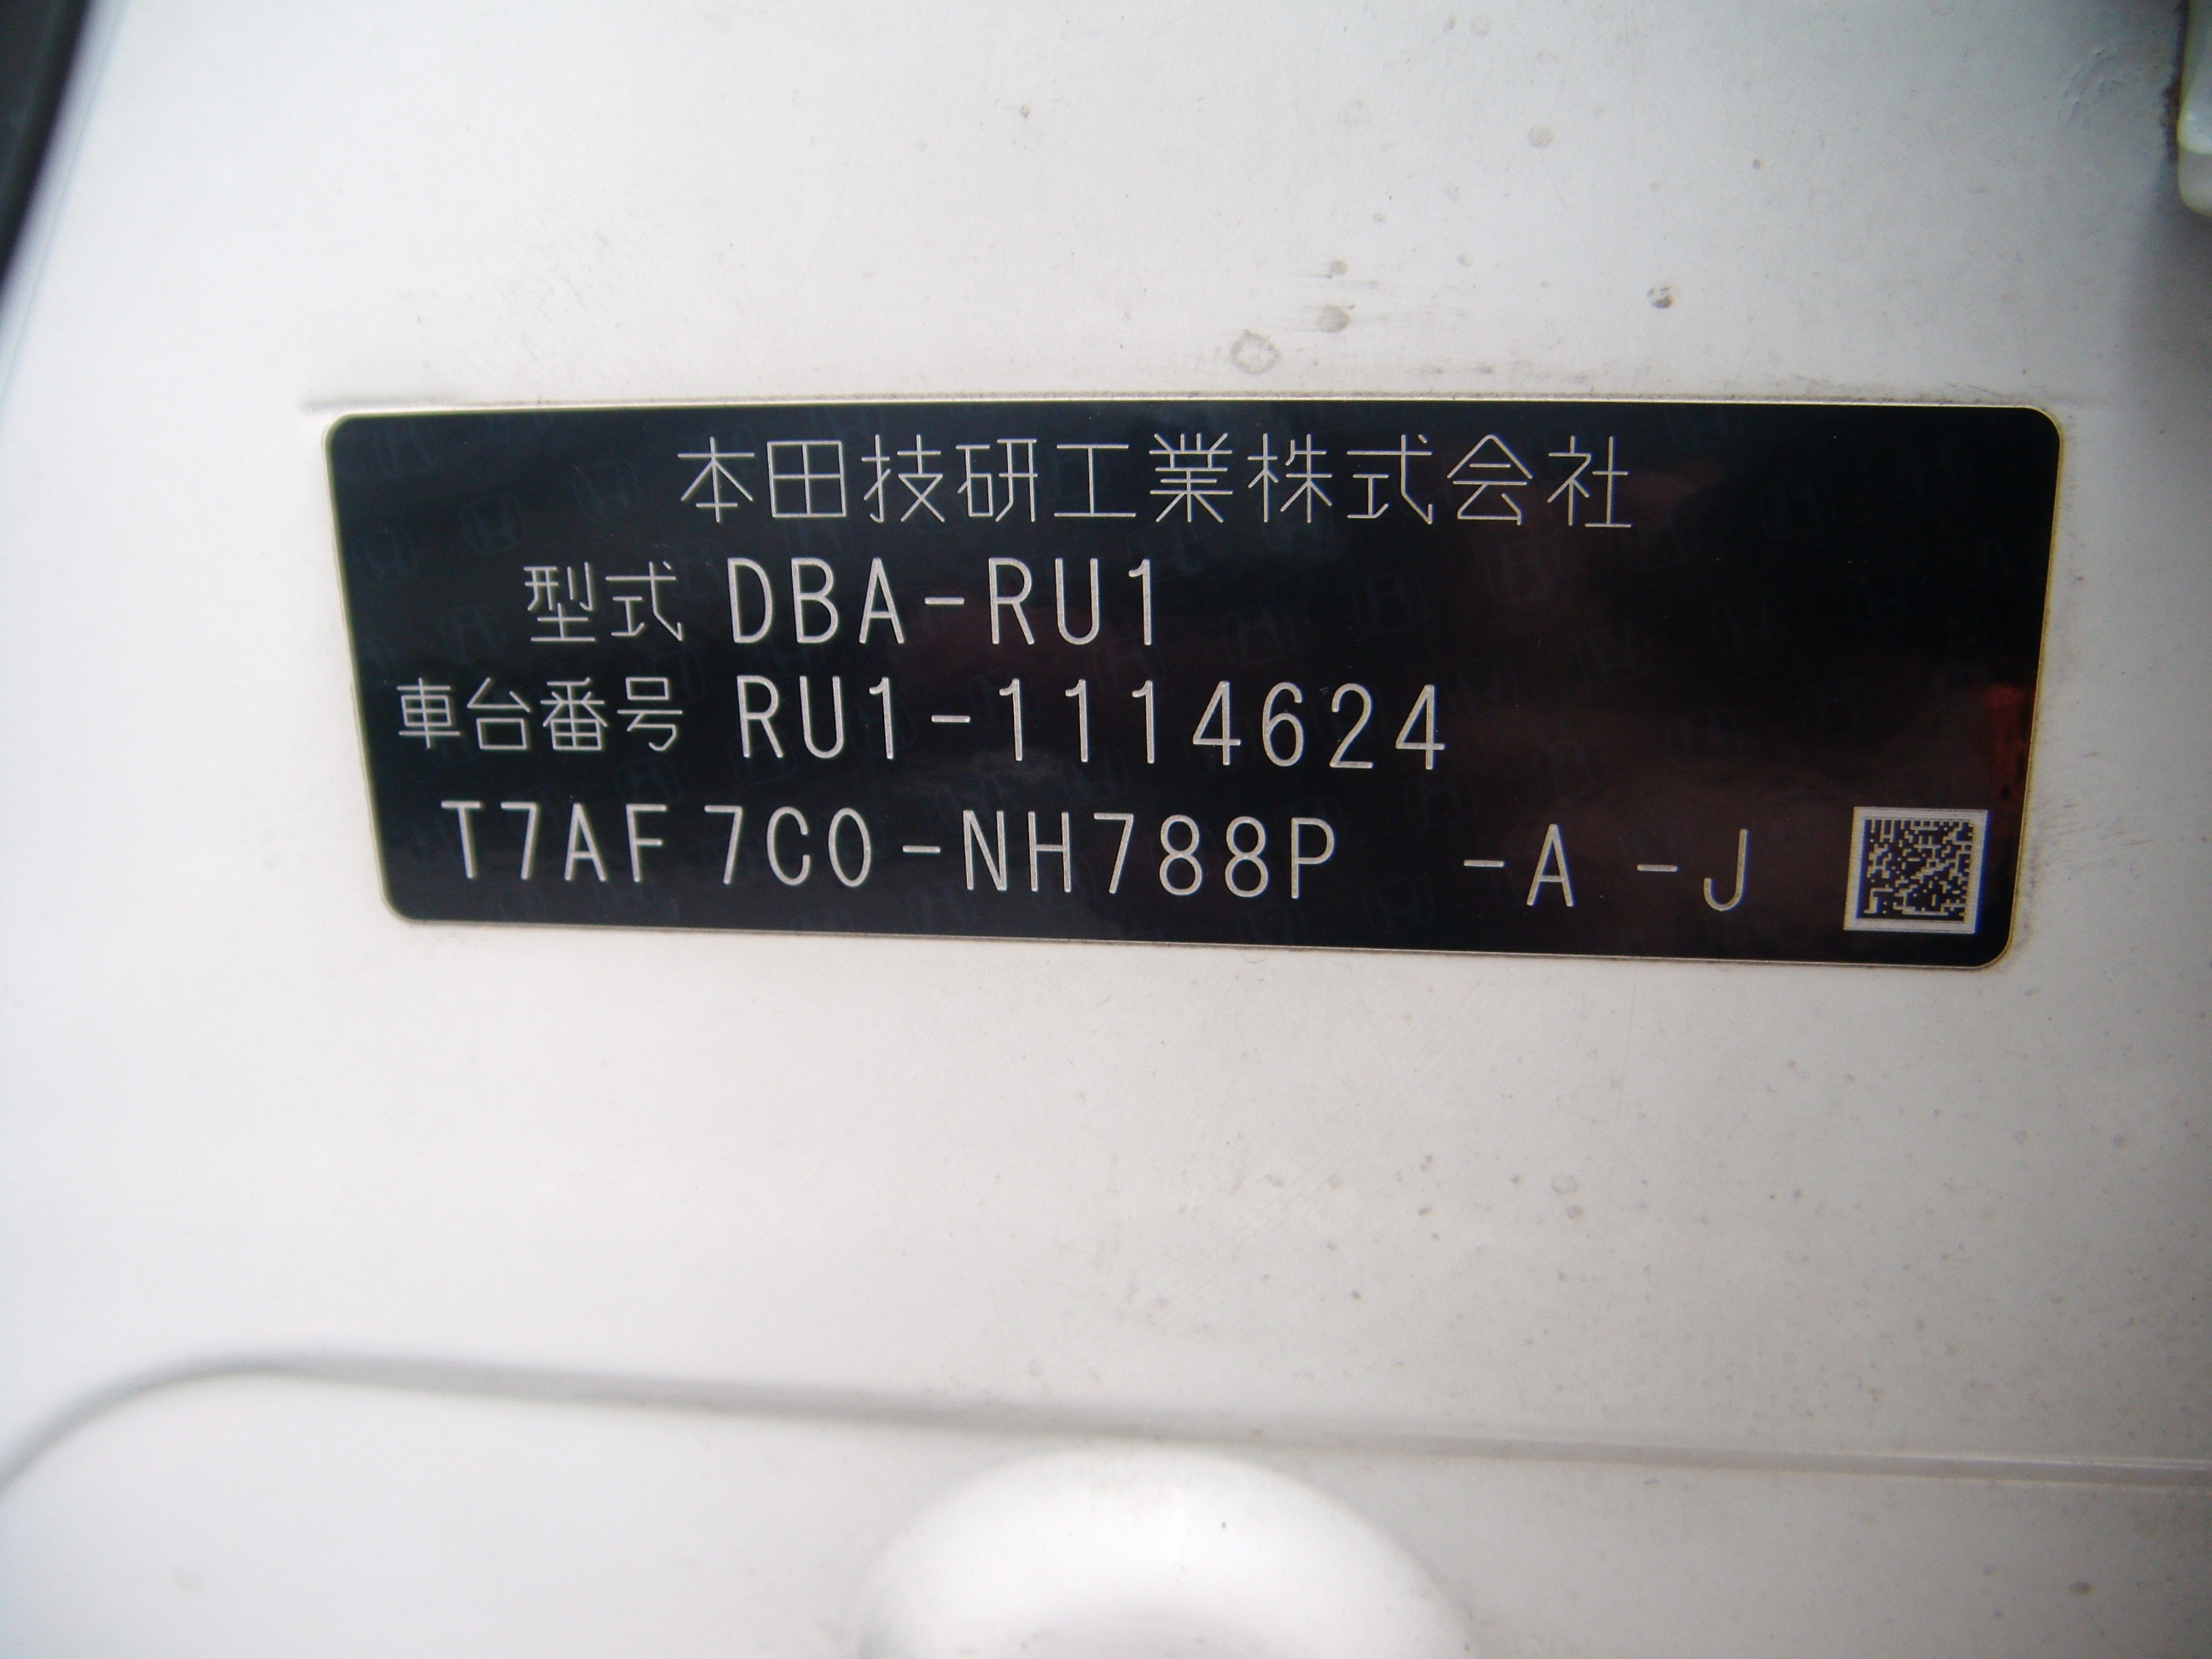 本田技研工業株式会社
型式 DBA-RU1
車台番号 RU1-1114624
T7AF7C0-NH788P -A -J